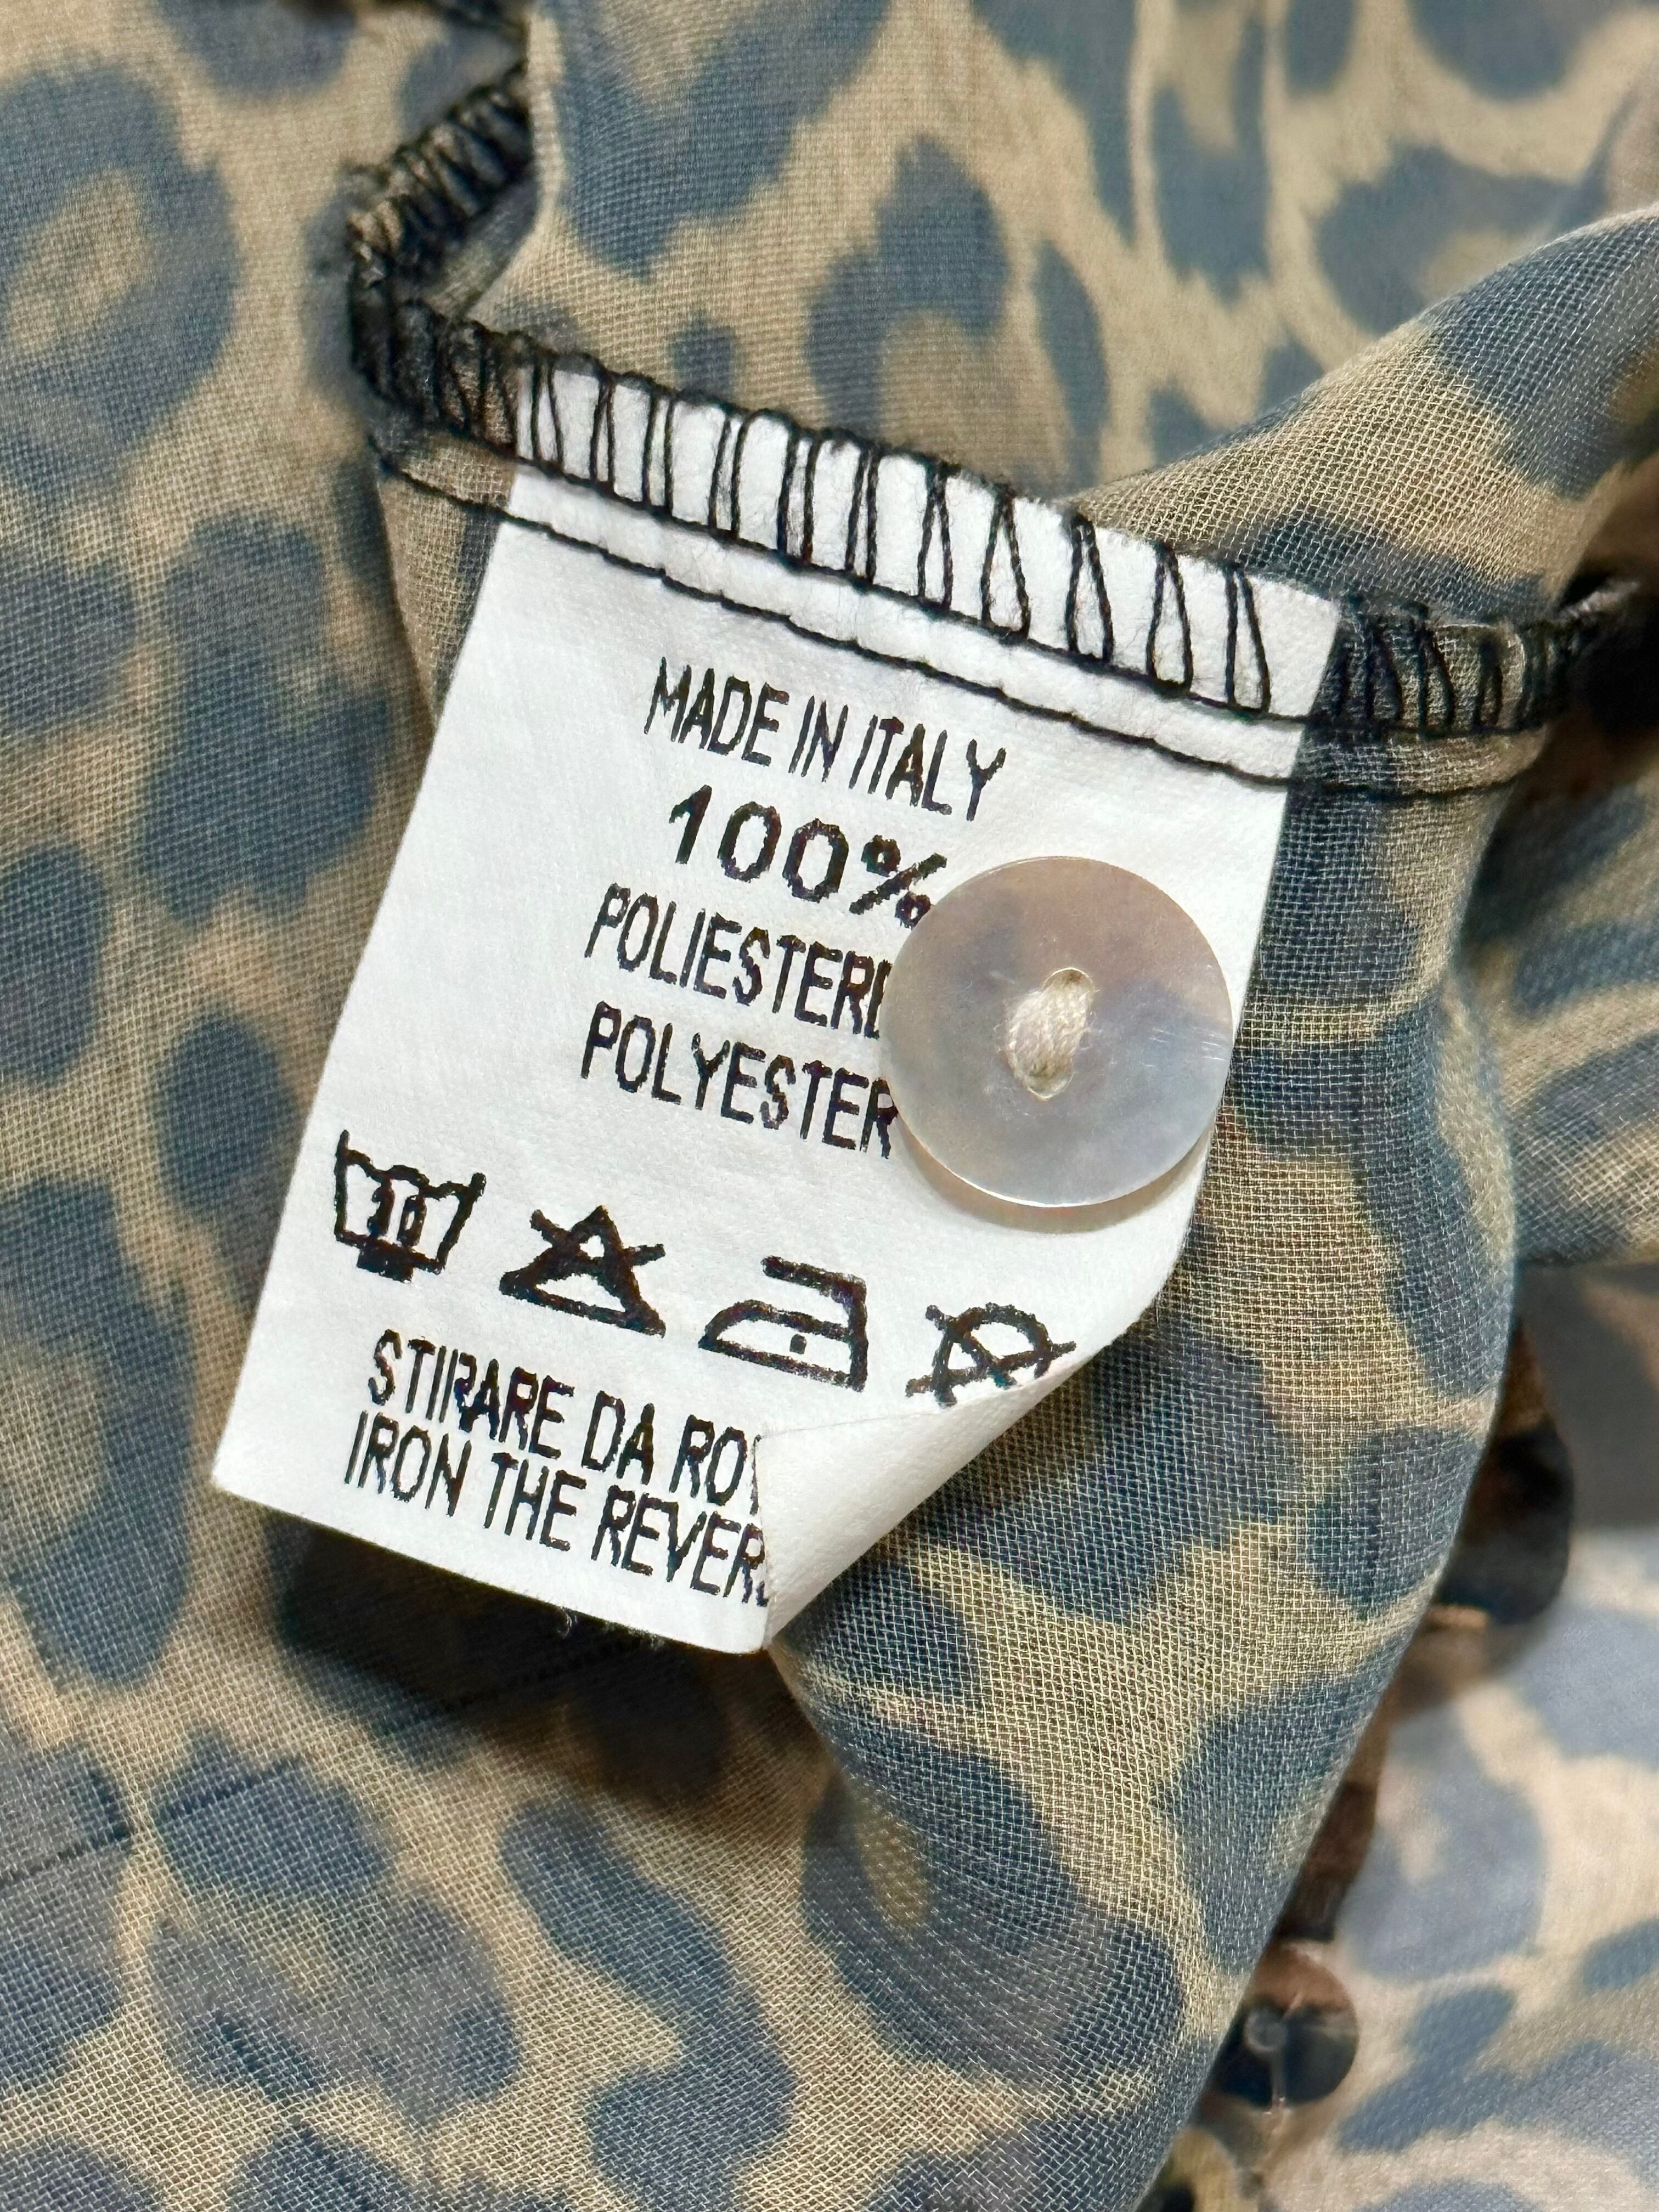 MADE IN ITALY
100%
POLIESTERE
POLYESTER
30
STIRARE DA RO
IRON THE REVER